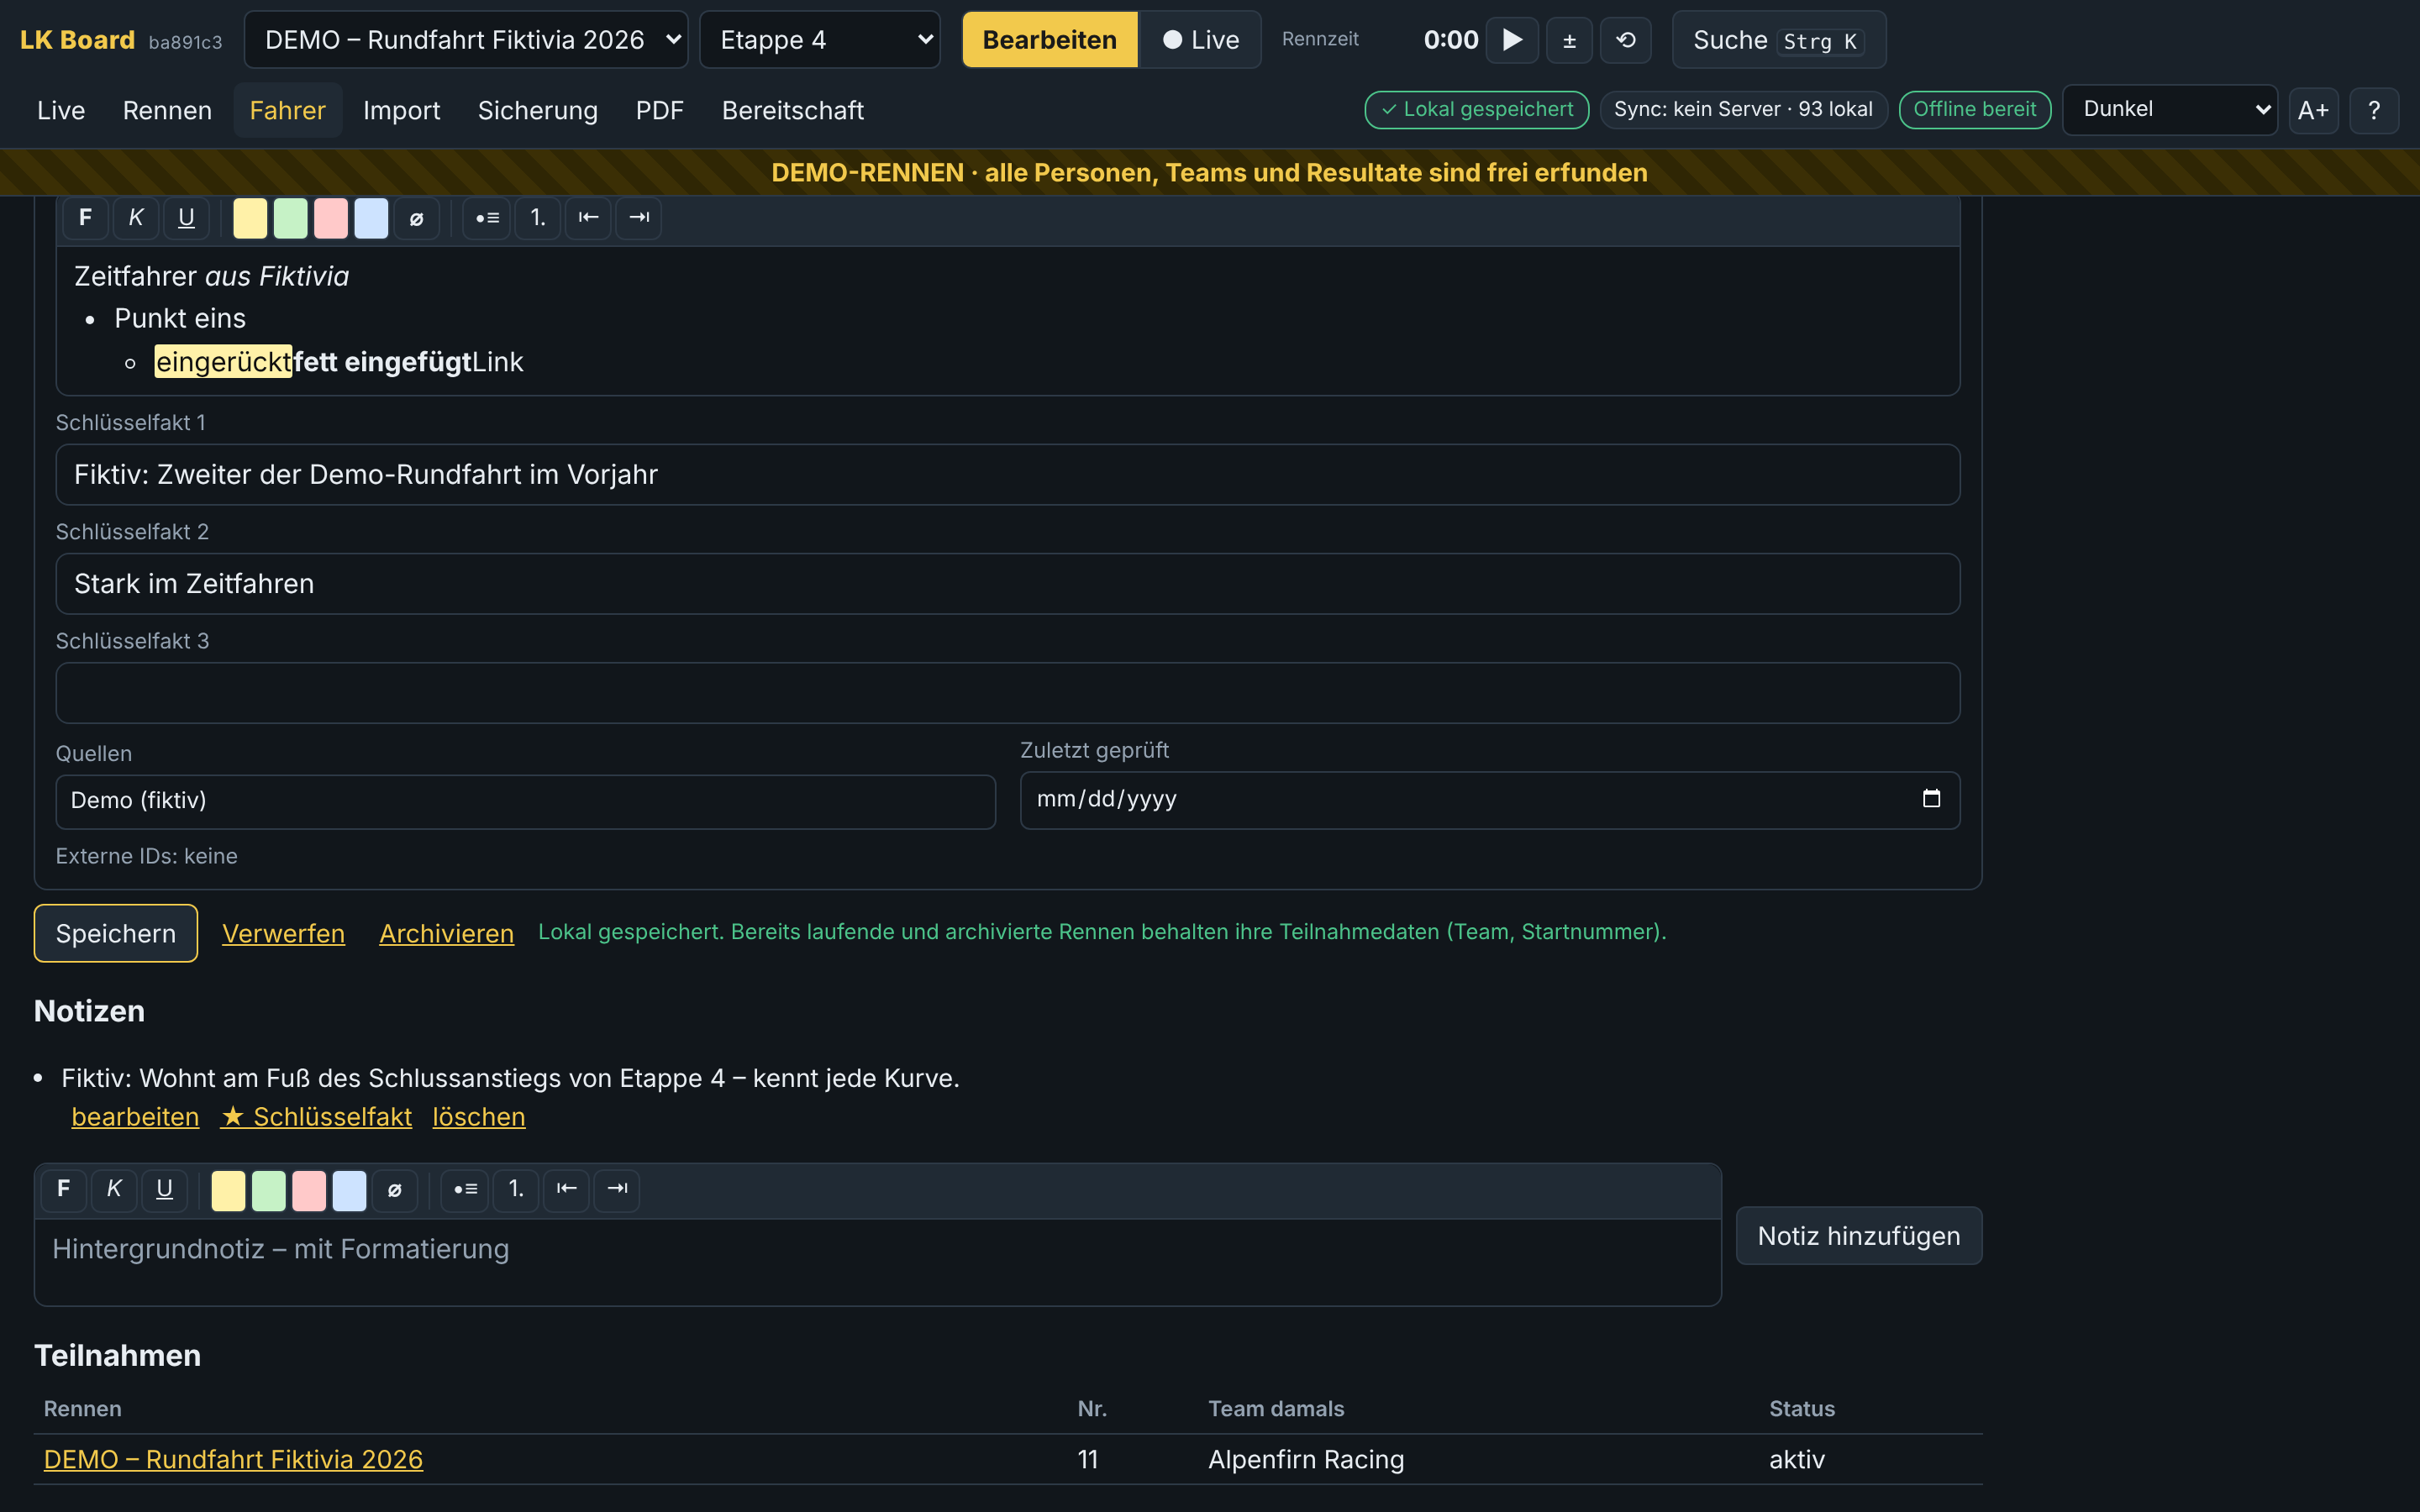 LK Board ba891c3 DEMO – Rundfahrt Fiktivia 2026 Etappe 4 Bearbeiten Live Rennzeit 0:00 ± Suche Strg K
Live Rennen Fahrer Import Sicherung PDF Bereitschaft ✓ Lokal gespeichert Sync: kein Server · 93 lokal Offline bereit Dunkel A+ ?
DEMO-RENNEN · alle Personen, Teams und Resultate sind frei erfunden
F K U ⌀ •≡ 1. ⇤ ⇥
Zeitfahrer aus Fiktivia
• Punkt eins
◦ eingerücktfett eingefügtLink
Schlüsselfakt 1
Fiktiv: Zweiter der Demo-Rundfahrt im Vorjahr
Schlüsselfakt 2
Stark im Zeitfahren
Schlüsselfakt 3
Quellen Zuletzt geprüft
Demo (fiktiv) mm/dd/yyyy
Externe IDs: keine
Speichern Verwerfen Archivieren Lokal gespeichert. Bereits laufende und archivierte Rennen behalten ihre Teilnahmedaten (Team, Startnummer).
Notizen
• Fiktiv: Wohnt am Fuß des Schlussanstiegs von Etappe 4 – kennt jede Kurve.
bearbeiten ★ Schlüsselfakt löschen
F K U ⌀ •≡ 1. ⇤ ⇥
Hintergrundnotiz – mit Formatierung
Notiz hinzufügen
Teilnahmen
Rennen Nr. Team damals Status
DEMO – Rundfahrt Fiktivia 2026 11 Alpenfirn Racing aktiv